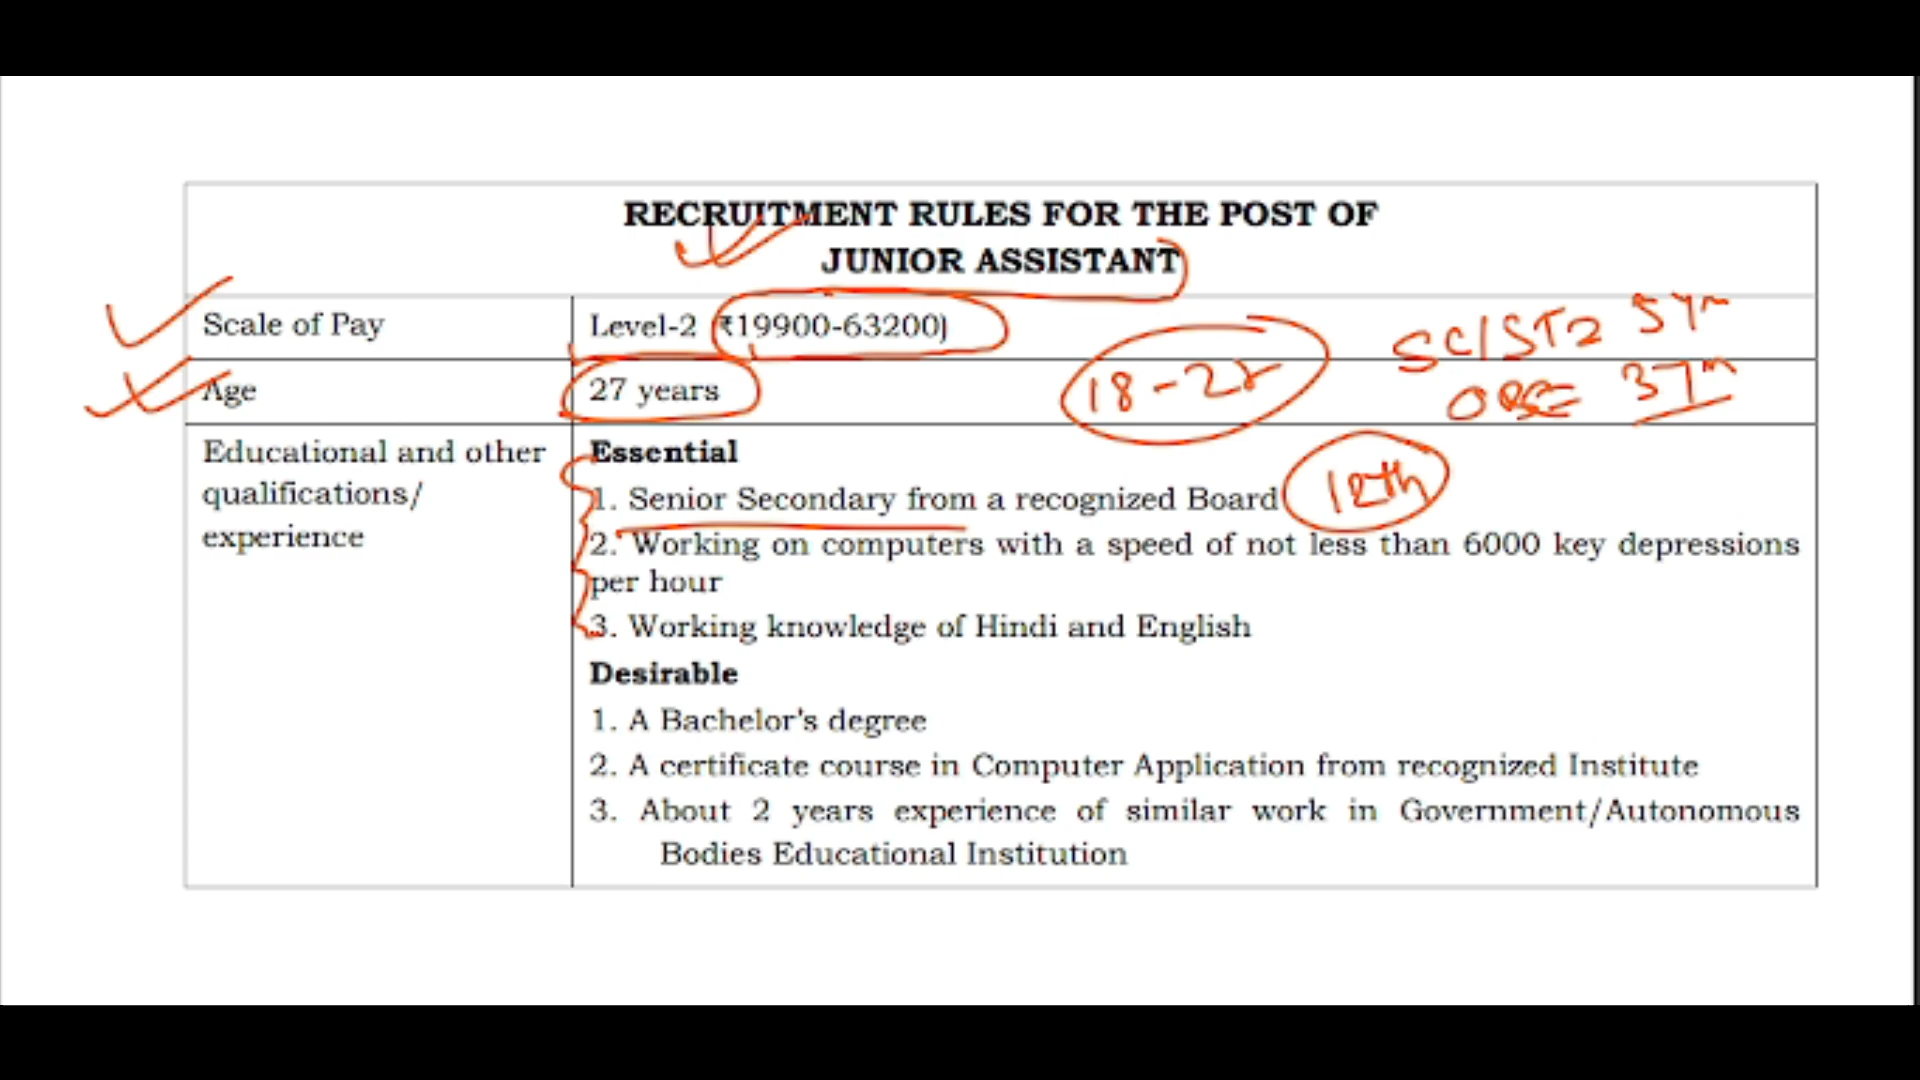 RECRUITMENT RULES FOR THE POST OF
JUNIOR ASSISTANT
Scale of Pay
Level-2 (₹19900-63200)
SC/ST= 5 Yrs
Age
27 years
18-27
OBC= 3 Yrs
Educational and other
qualifications/
experience
Essential
1. Senior Secondary from a recognized Board
12th
2. Working on computers with a speed of not less than 6000 key depressions
per hour
3. Working knowledge of Hindi and English
Desirable
1. A Bachelor's degree
2. A certificate course in Computer Application from recognized Institute
3. About 2 years experience of similar work in Government/Autonomous
Bodies Educational Institution